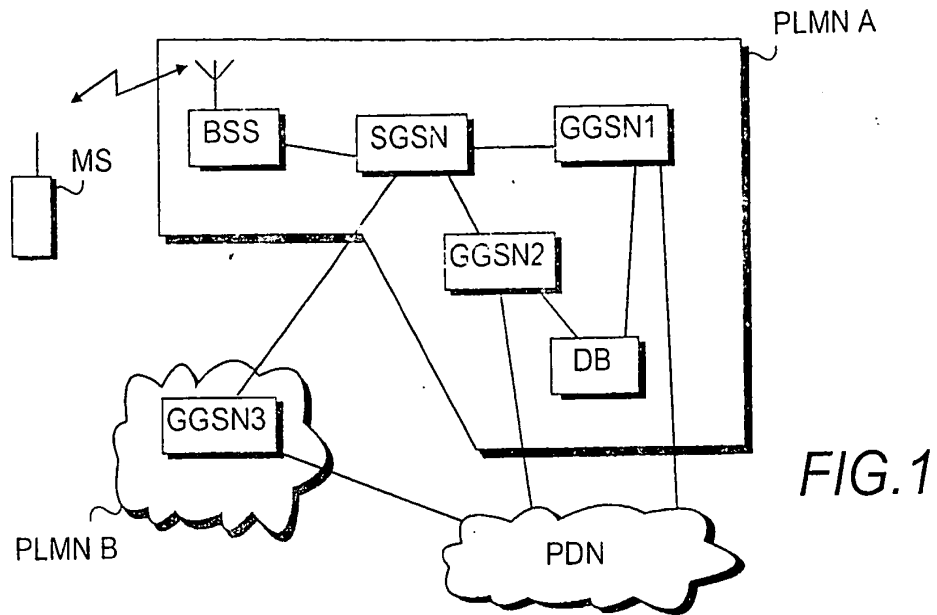 PLMN A
BSS
SGSN
GGSN1
MS
GGSN2
DB
GGSN3
PLMN B
PDN
FIG.1